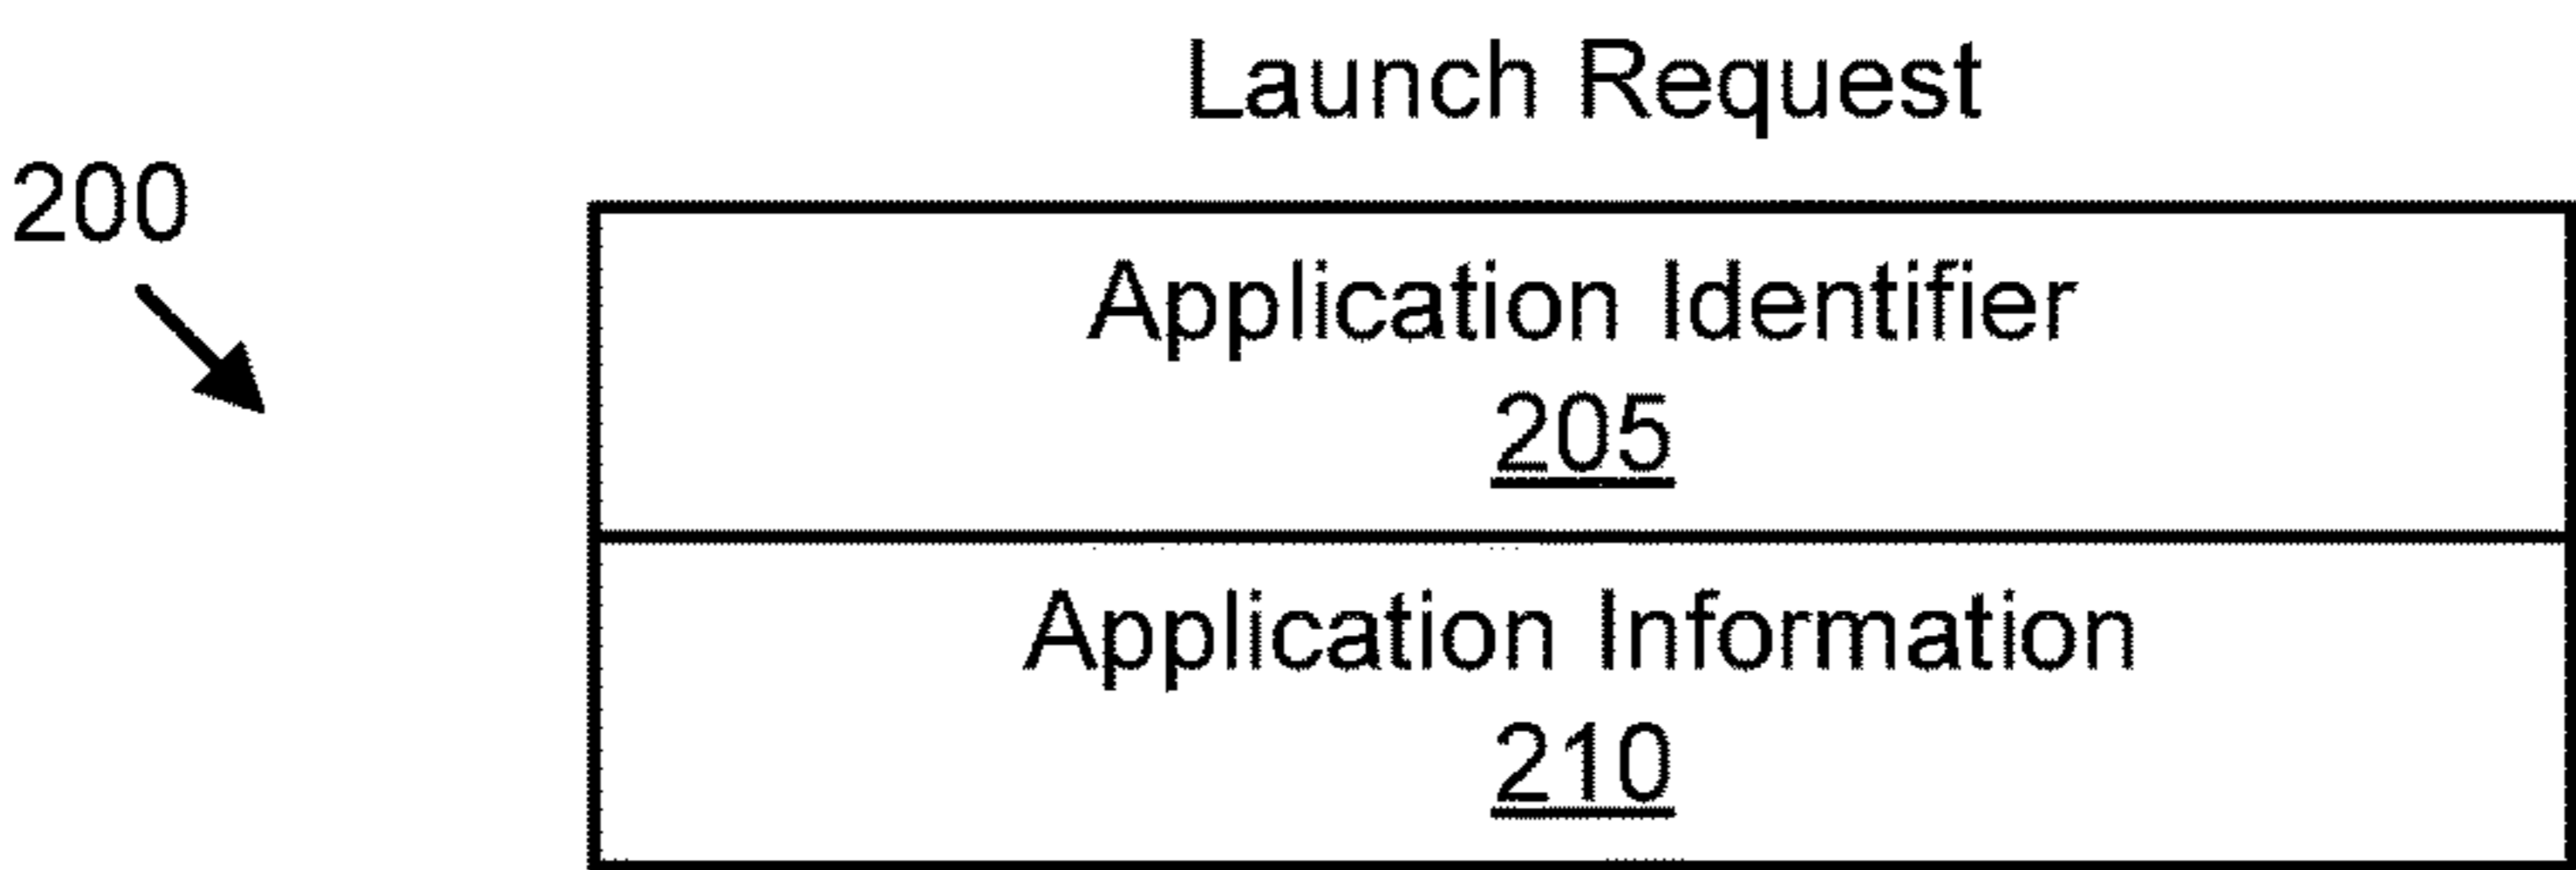 Launch Request
200
Application Identifier
205
Application Information
210